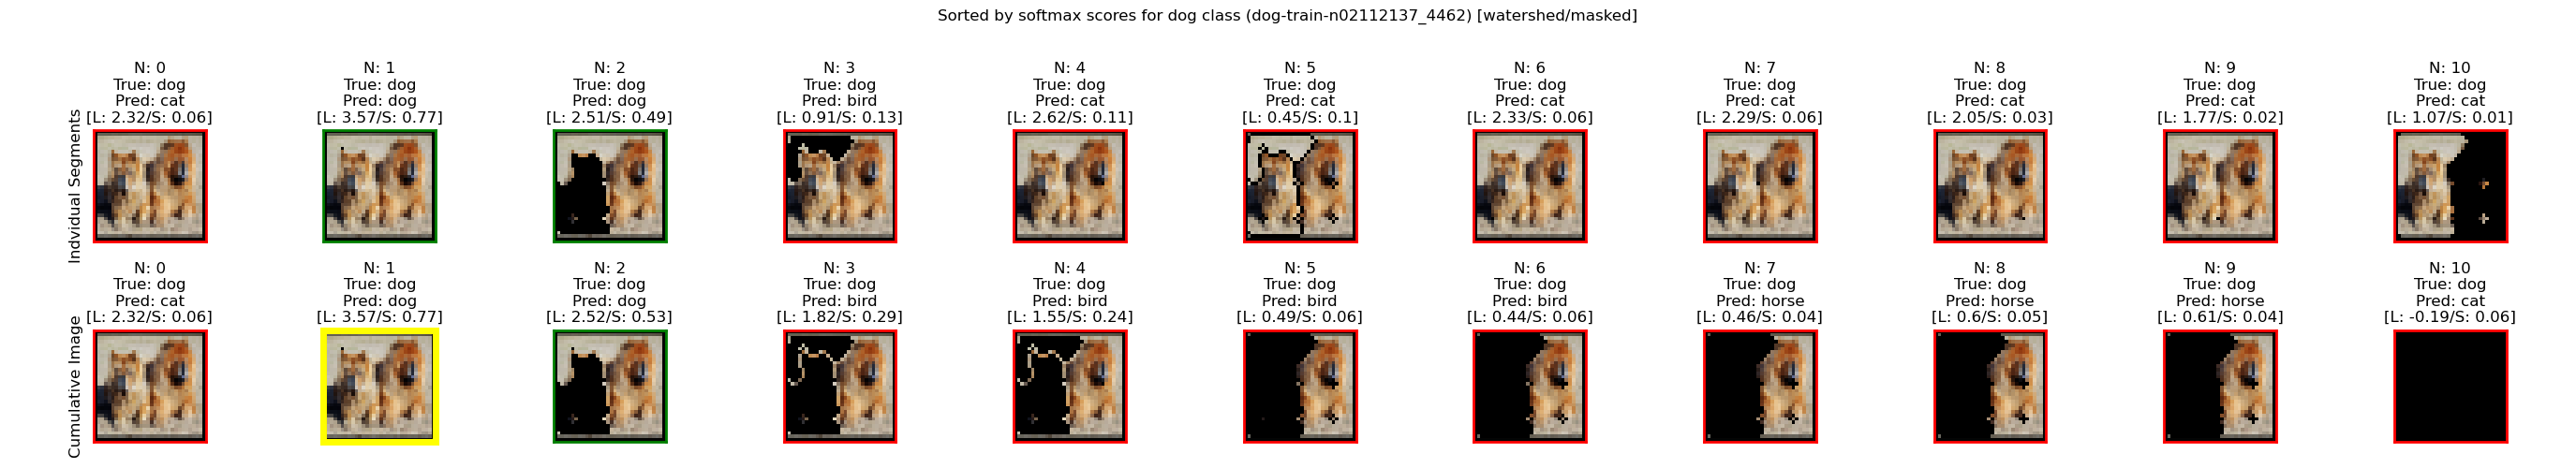 Sorted by softmax scores for dog class (dog-train-n02112137_4462) [watershed/masked]
Indvidual Segments
N: 0
True: dog
Pred: cat
[L: 2.32/S: 0.06]
N: 1
True: dog
Pred: dog
[L: 3.57/S: 0.77]
N: 2
True: dog
Pred: dog
[L: 2.51/S: 0.49]
N: 3
True: dog
Pred: bird
[L: 0.91/S: 0.13]
N: 4
True: dog
Pred: cat
[L: 2.62/S: 0.11]
N: 5
True: dog
Pred: cat
[L: 0.45/S: 0.1]
N: 6
True: dog
Pred: cat
[L: 2.33/S: 0.06]
N: 7
True: dog
Pred: cat
[L: 2.29/S: 0.06]
N: 8
True: dog
Pred: cat
[L: 2.05/S: 0.03]
N: 9
True: dog
Pred: cat
[L: 1.77/S: 0.02]
N: 10
True: dog
Pred: cat
[L: 1.07/S: 0.01]
Cumulative Image
N: 0
True: dog
Pred: cat
[L: 2.32/S: 0.06]
N: 1
True: dog
Pred: dog
[L: 3.57/S: 0.77]
N: 2
True: dog
Pred: dog
[L: 2.52/S: 0.53]
N: 3
True: dog
Pred: bird
[L: 1.82/S: 0.29]
N: 4
True: dog
Pred: bird
[L: 1.55/S: 0.24]
N: 5
True: dog
Pred: bird
[L: 0.49/S: 0.06]
N: 6
True: dog
Pred: bird
[L: 0.44/S: 0.06]
N: 7
True: dog
Pred: horse
[L: 0.46/S: 0.04]
N: 8
True: dog
Pred: horse
[L: 0.6/S: 0.05]
N: 9
True: dog
Pred: horse
[L: 0.61/S: 0.04]
N: 10
True: dog
Pred: cat
[L: -0.19/S: 0.06]